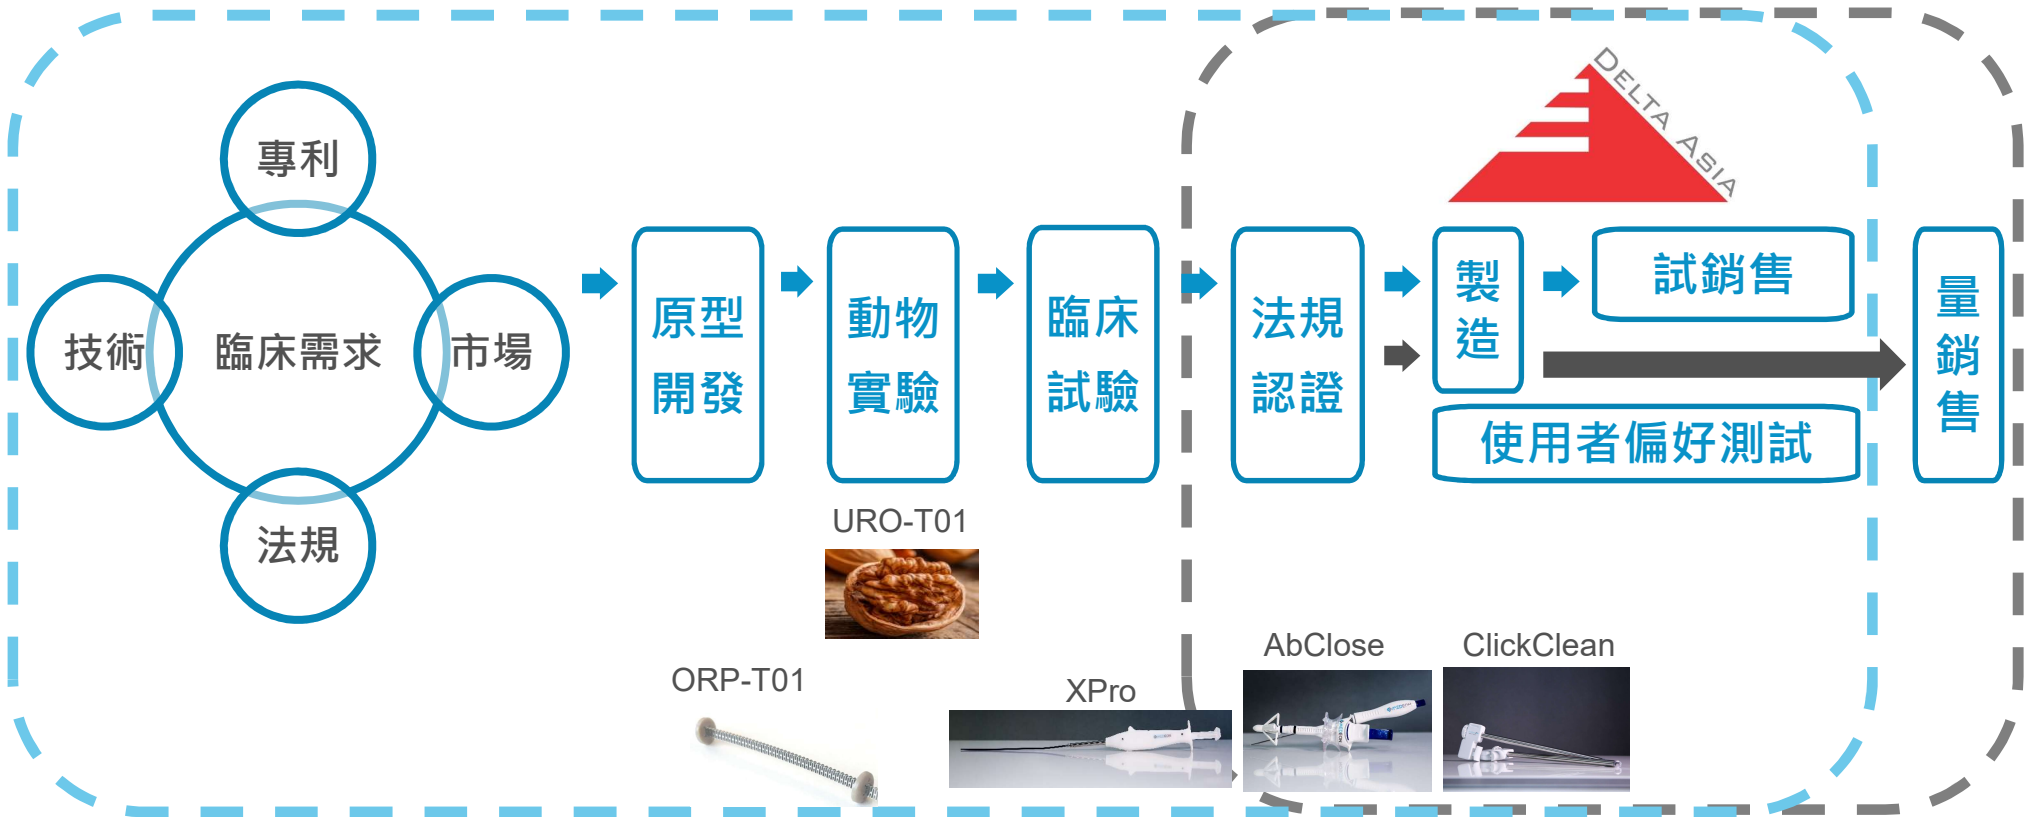 專利
技術
臨床需求
市場
法規
原型
開發
動物
實驗
臨床
試驗
法規
認證
製
造
試銷售
使用者偏好測試
量
銷
售
DELTA ASIA
URO-T01
ORP-T01
XPro
AbClose
ClickClean